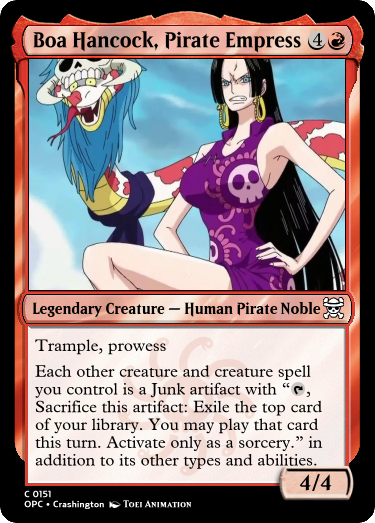 Boa Hancock, Pirate Empress 4
Legendary Creature — Human Pirate Noble
Trample, prowess
Each other creature and creature spell
you control is a Junk artifact with “,
Sacrifice this artifact: Exile the top card
of your library. You may play that card
this turn. Activate only as a sorcery.” in
addition to its other types and abilities.
4/4
C 0151
OPC • Crashington TOEI ANIMATION